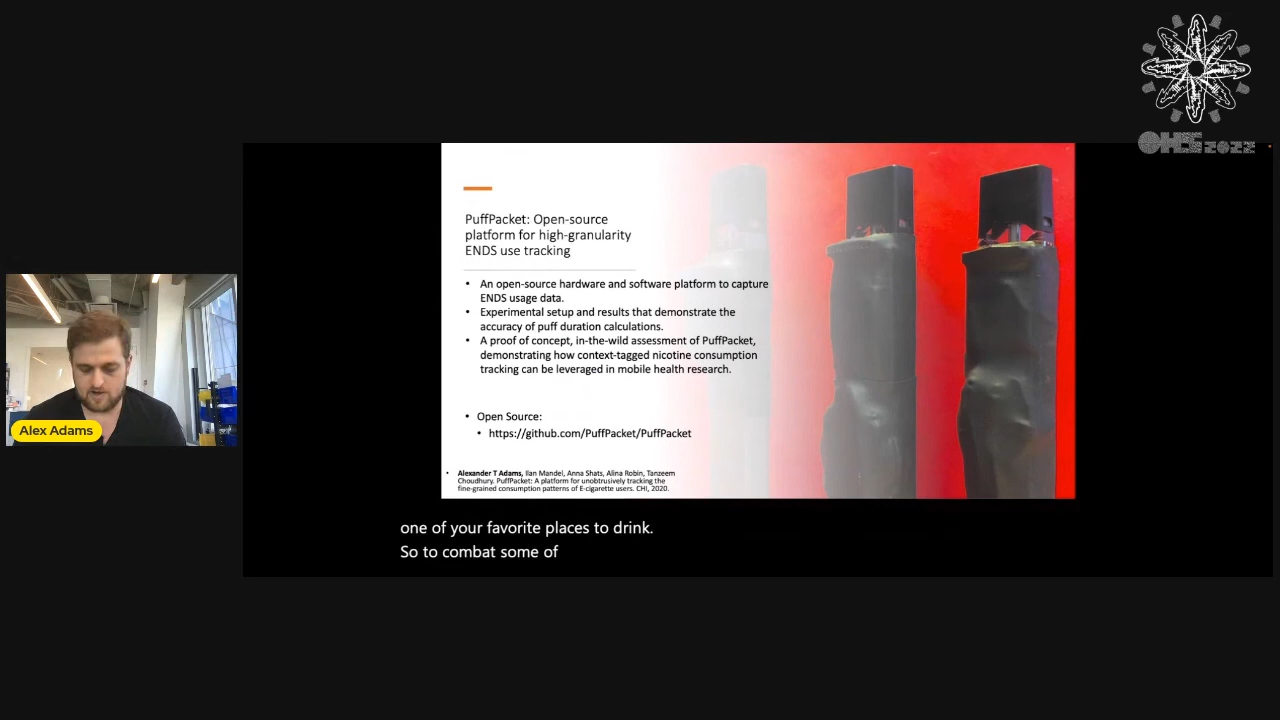 OHS2022
PuffPacket: Open-source
platform for high-granularity
ENDS use tracking
• An open-source hardware and software platform to capture
ENDS usage data.
• Experimental setup and results that demonstrate the
accuracy of puff duration calculations.
• A proof of concept, in-the-wild assessment of PuffPacket,
demonstrating how context-tagged nicotine consumption
tracking can be leveraged in mobile health research.
• Open Source:
• https://github.com/PuffPacket/PuffPacket
• Alexander T Adams, Ilan Mandel, Anna Shats, Alina Robin, Tanzeem
Choudhury. PuffPacket: A platform for unobtrusively tracking the
fine-grained consumption patterns of E-cigarette users. CHI, 2020.
Alex Adams
one of your favorite places to drink.
So to combat some of